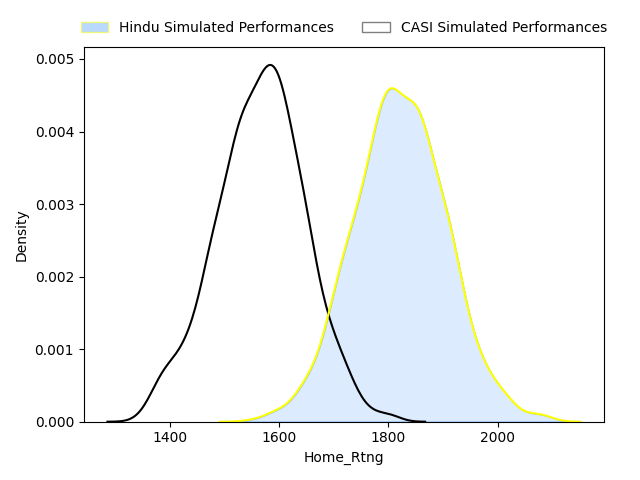 Hindu Simulated Performances CASI Simulated Performances
0.005
0.004
0.003
0.002
0.001
0.000
Density
1400 1600 1800 2000
Home_Rtng